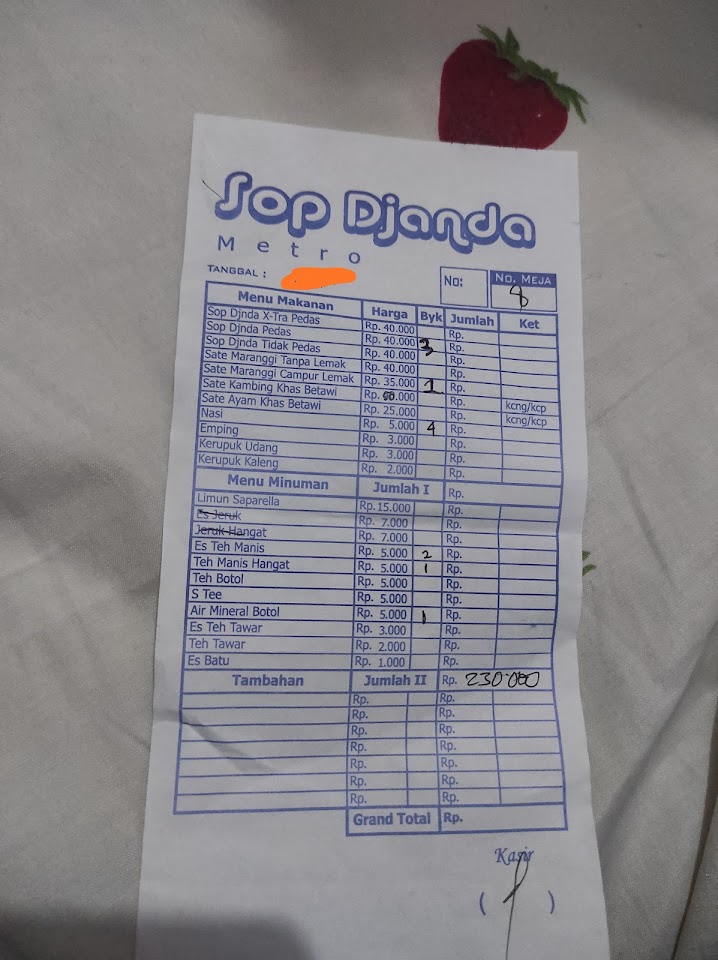 Sop Djanda
Metro
TANGGAL :
No:
NO. MEJA
8
Menu Makanan Harga Byk Jumlah Ket
Sop Djnda X-Tra Pedas Rp. 40.000 Rp.
Sop Djnda Pedas Rp. 40.000 Rp.
Sop Djnda Tidak Pedas Rp. 40.000 3 Rp.
Sate Maranggi Tanpa Lemak Rp. 40.000 Rp.
Sate Maranggi Campur Lemak Rp. 35.000 1 Rp.
Sate Kambing Khas Betawi Rp. Rp. kcng/kcp
Sate Ayam Khas Betawi Rp. 25.000 Rp. kcng/kcp
Nasi Rp. 5.000 4 Rp.
Emping Rp. 3.000 Rp.
Kerupuk Udang Rp. 3.000 Rp.
Kerupuk Kaleng Rp. 2.000 Rp.
Menu Minuman Jumlah I Rp.
Limun Saparella Rp.15.000 Rp.
Es Jeruk Rp. 7.000 Rp.
Jeruk Hangat Rp. 7.000 Rp.
Es Teh Manis Rp. 5.000 2 Rp.
Teh Manis Hangat Rp. 5.000 1 Rp.
Teh Botol Rp. 5.000 Rp.
S Tee Rp. 5.000 Rp.
Air Mineral Botol Rp. 5.000 1 Rp.
Es Teh Tawar Rp. 3.000 Rp.
Teh Tawar Rp. 2.000 Rp.
Es Batu Rp. 1.000 Rp.
Tambahan Jumlah II Rp. 230.000
Rp. Rp.
Rp. Rp.
Rp. Rp.
Rp. Rp.
Rp. Rp.
Rp. Rp.
Rp. Rp.
Grand Total Rp.
Kasir
( )